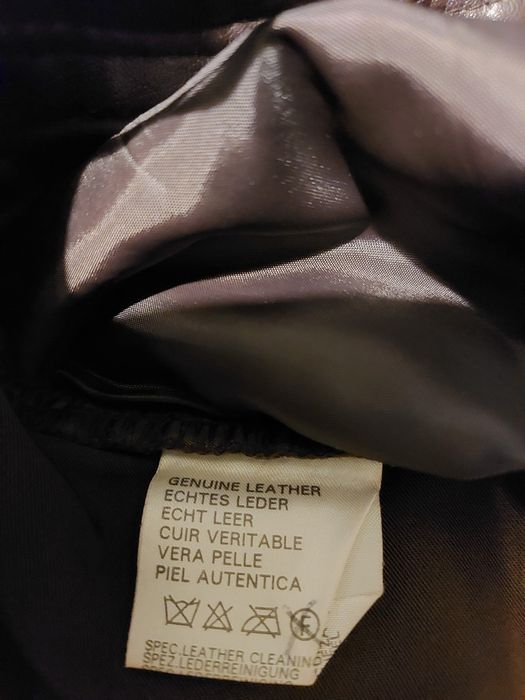 GENUINE LEATHER
ECHTES LEDER
ECHT LEER
CUIR VERITABLE
VERA PELLE
PIEL AUTENTICA
F
SPEC.LEATHER CLEANING
SPEZ.LEDERREINIGUNG